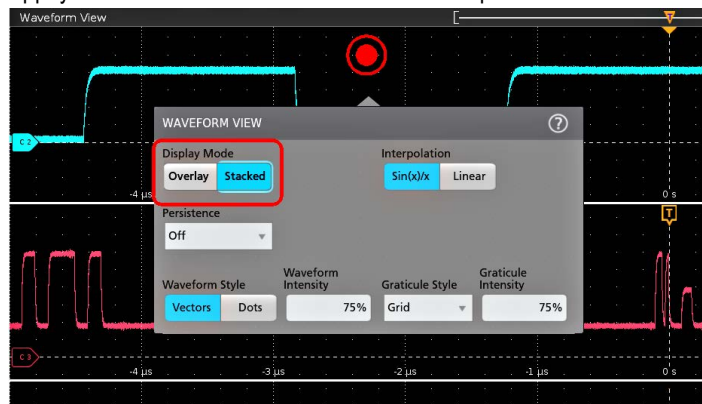 Waveform View
T
C 2
WAVEFORM VIEW
?
Display Mode
Interpolation
Overlay Stacked
Sin(x)/x Linear
-4 µs
0 s
T
Persistence
Off
Waveform Style
Waveform Intensity
Graticule Style
Graticule Intensity
Vectors Dots
75%
Grid
75%
C 3
-4 µs
-3 µs
-2 µs
-1 µs
0 s